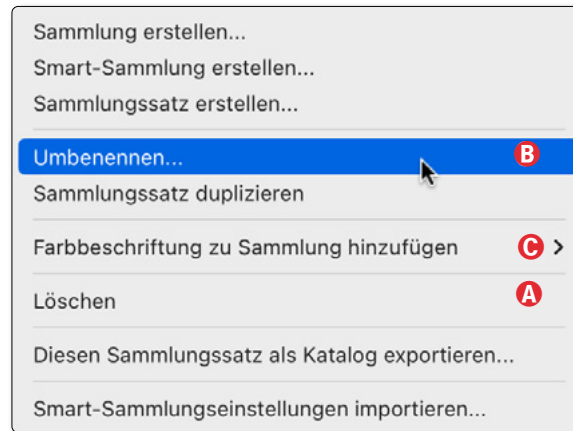 Sammlung erstellen...
Smart-Sammlung erstellen...
Sammlungssatz erstellen...
Umbenennen... B
Sammlungssatz duplizieren
Farbbeschriftung zu Sammlung hinzufügen C >
Löschen A
Diesen Sammlungssatz als Katalog exportieren...
Smart-Sammlungseinstellungen importieren...